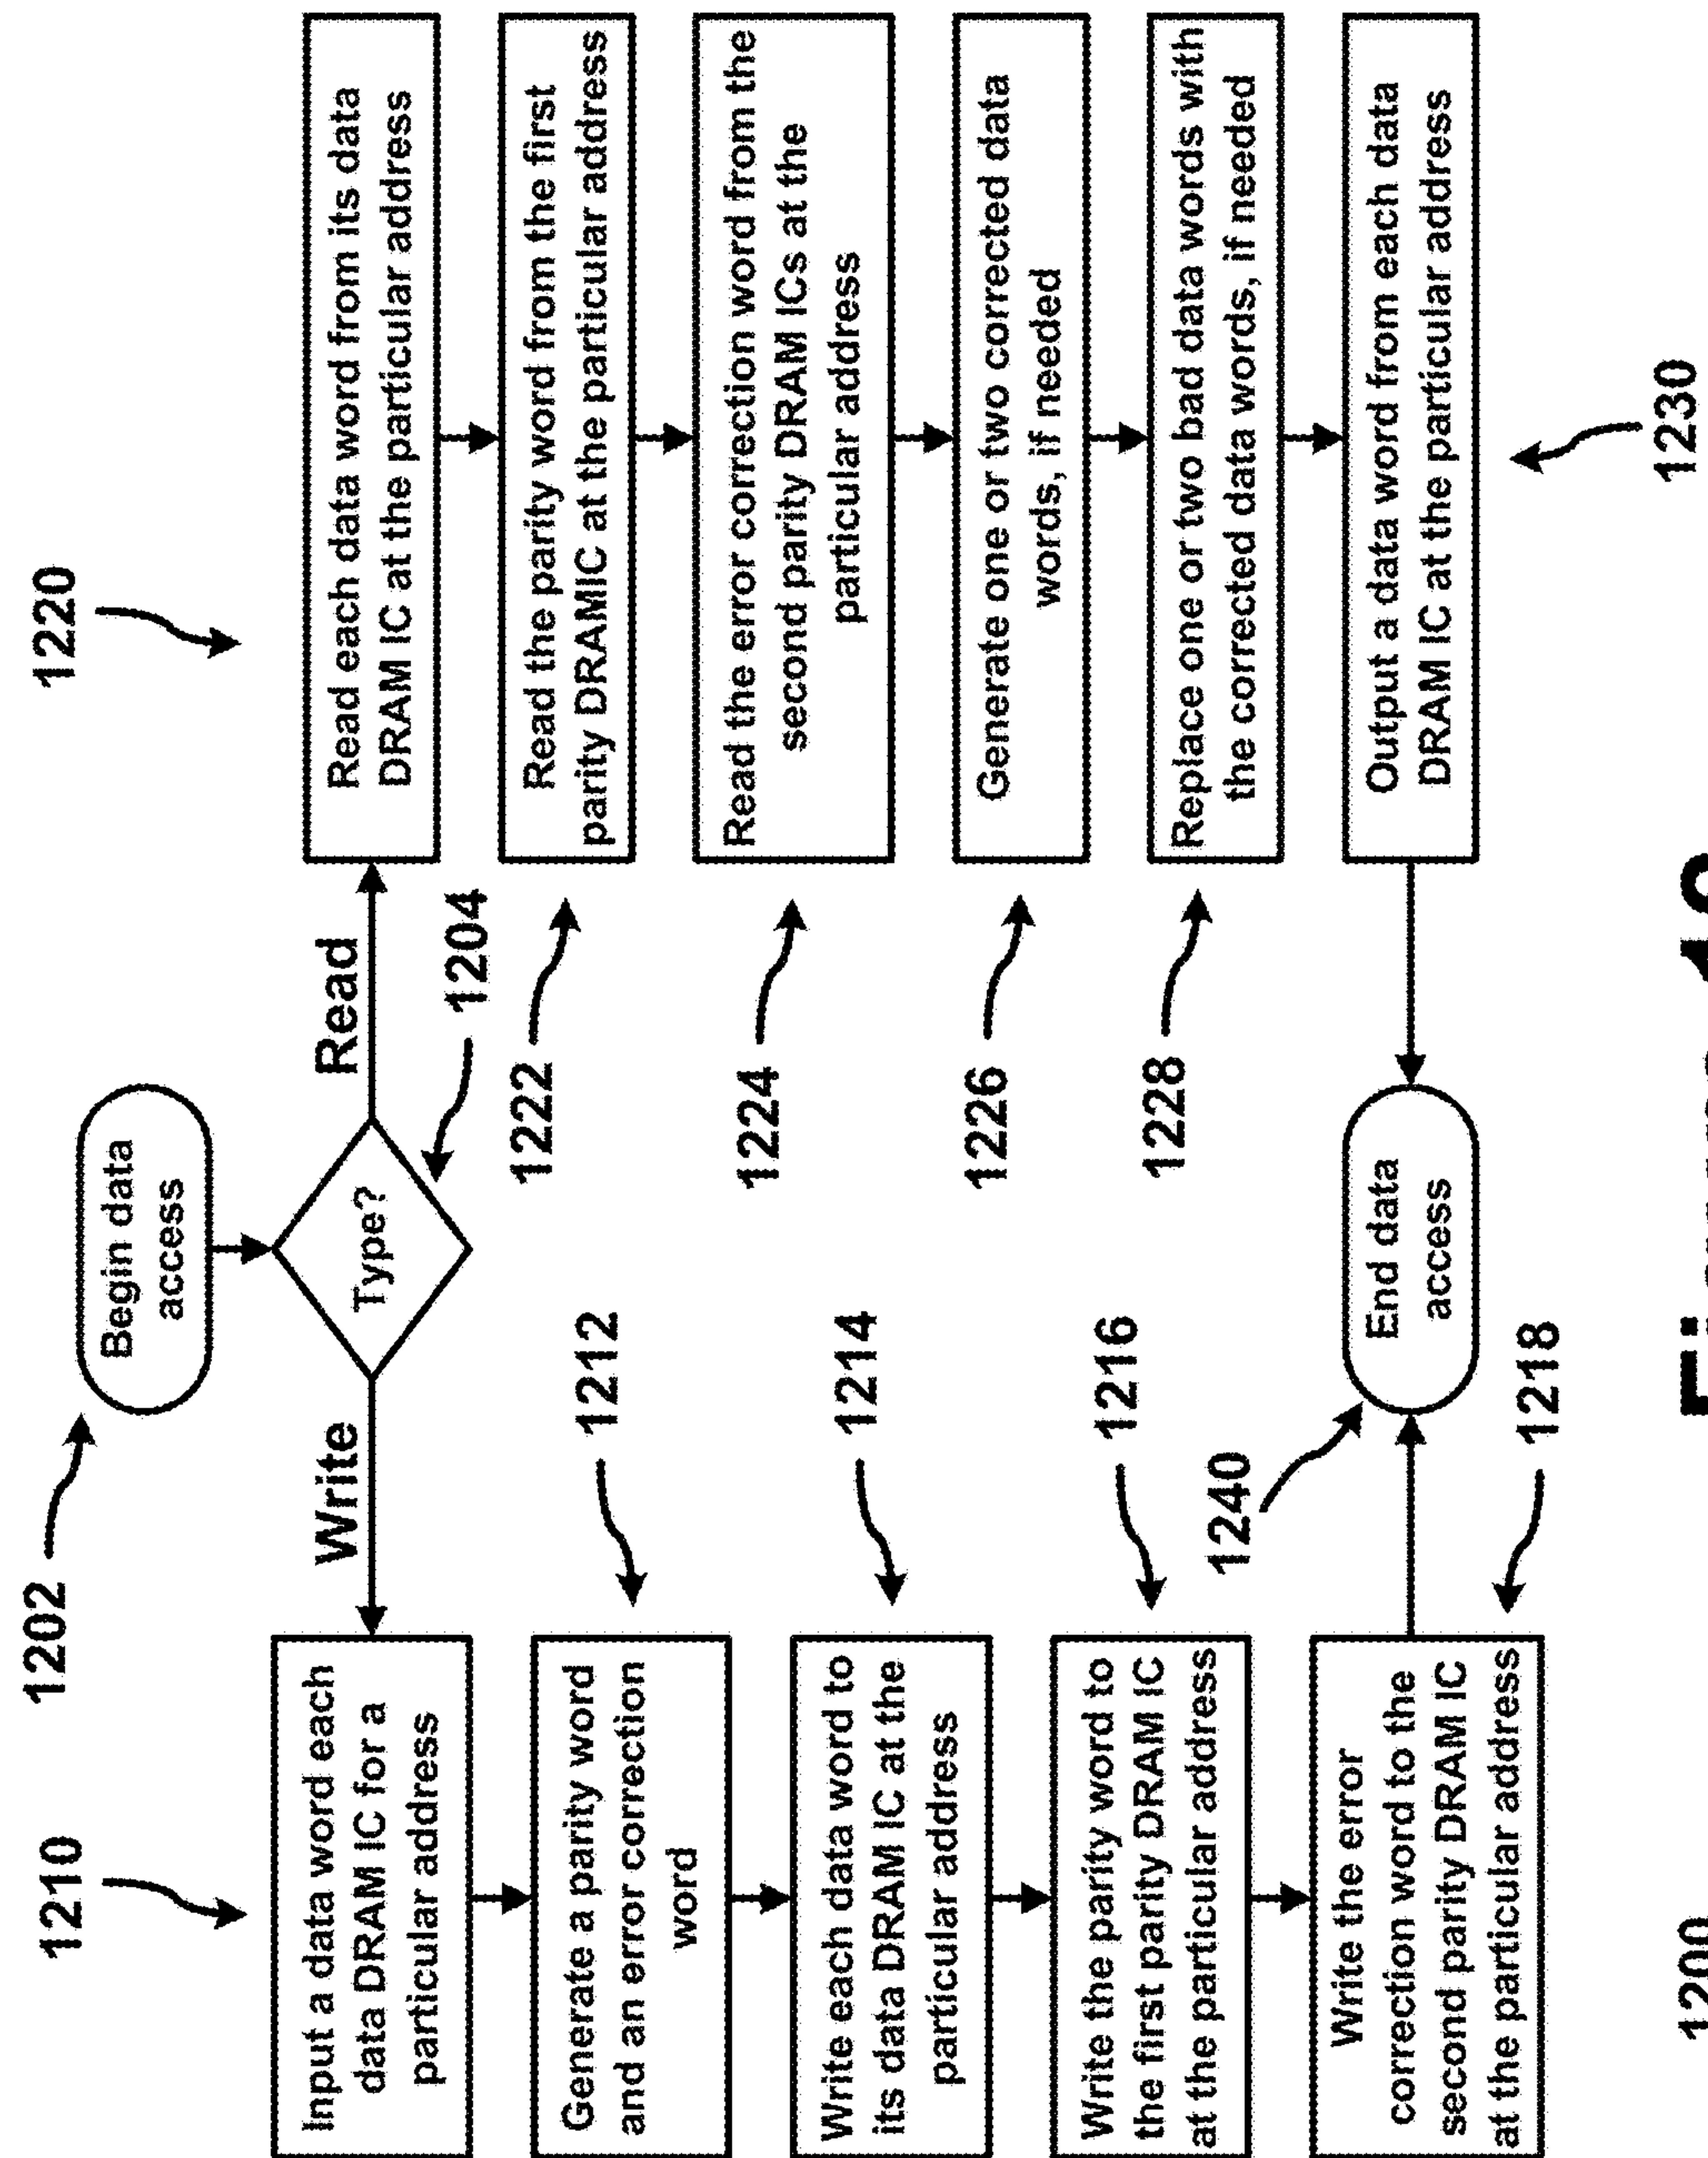 1202
Begin data
access
1204
Type?
Write
Read
1210
Input a data word each
data DRAM IC for a
particular address
1212
Generate a parity word
and an error correction
word
1214
Write each data word to
its data DRAM IC at the
particular address
1216
Write the parity word to
the first parity DRAM IC
at the particular address
1218
Write the error
correction word to the
second parity DRAM IC
at the particular address
1220
Read each data word from its data
DRAM IC at the particular address
1222
Read the parity word from the first
parity DRAMIC at the particular address
1224
Read the error correction word from the
second parity DRAM ICs at the
particular address
1226
Generate one or two corrected data
words, if needed
1228
Replace one or two bad data words with
the corrected data words, if needed
1230
Output a data word from each data
DRAM IC at the particular address
1240
End data
access
1200